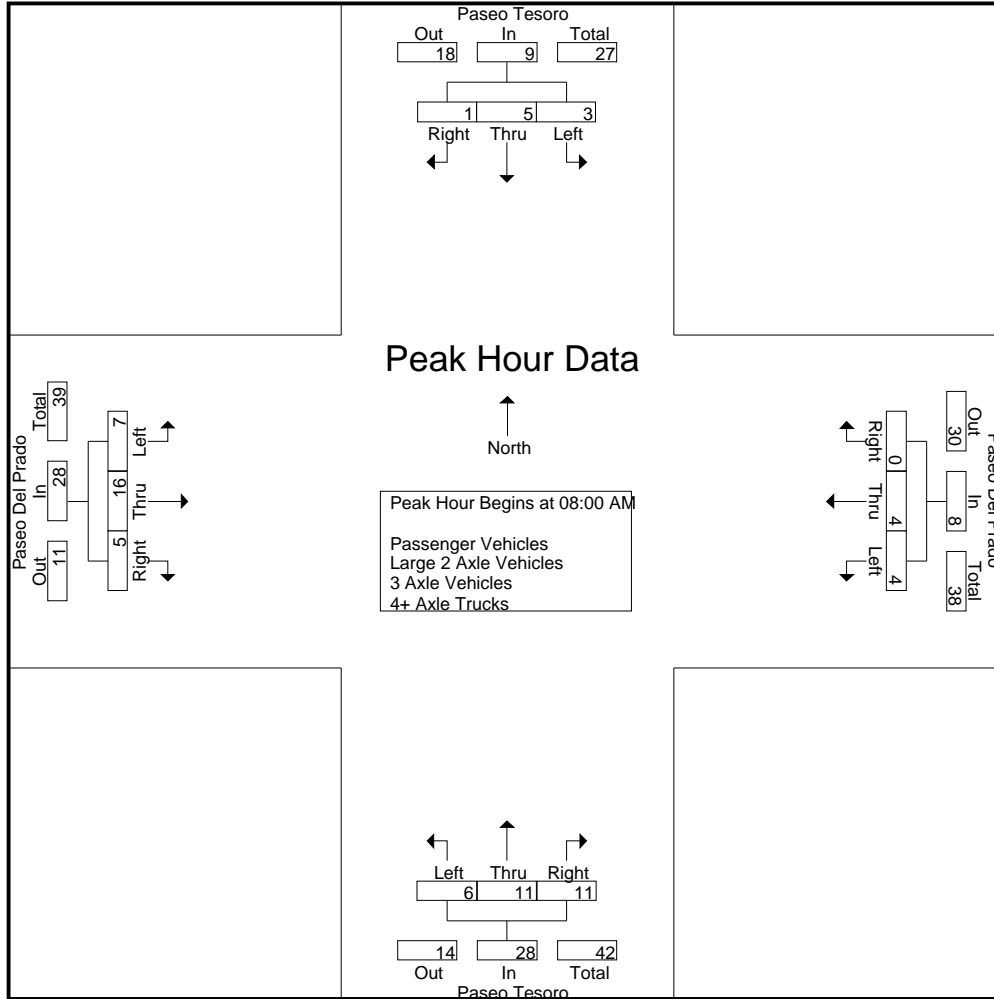 Paseo Tesoro
Out In Total
18 9 27
1 5 3
Right Thru Left
Peak Hour Data
North
Peak Hour Begins at 08:00 AM
Passenger Vehicles
Large 2 Axle Vehicles
3 Axle Vehicles
4+ Axle Trucks
Paseo Del Prado
Out In Total
11 28 39
5 16 7
Right Thru Left
Paseo Del Prado
Out In Total
30 8 38
0 4 4
Right Thru Left
Left Thru Right
6 11 11
14 28 42
Out In Total
Paseo Tesoro